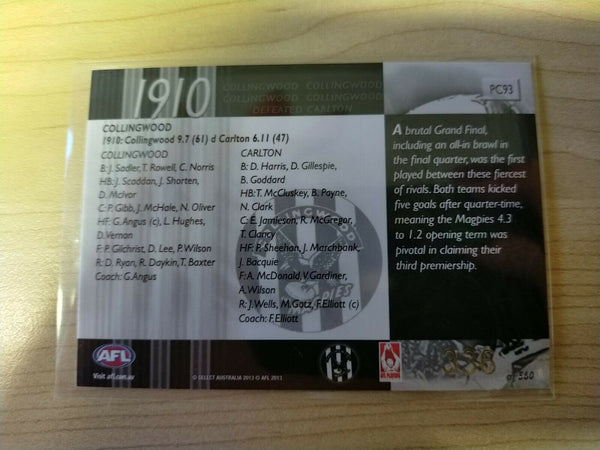 1910
COLLINGWOOD COLLINGWOOD
COLLINGWOOD COLLINGWOOD
DEFEATED CARLTON
PC93
COLLINGWOOD
1910: Collingwood 9.7 (61) d Carlton 6.11 (47)
COLLINGWOOD
B: J. Sadler, T. Rowell, C. Norris
HB: J. Scaddan, J. Shorten,
D. McIvor
C: P. Gibb, J. McHale, N. Oliver
HF: G. Angus (c), L. Hughes,
D. Vernon
F: P. Gilchrist, D. Lee, P. Wilson
R: D. Ryan, R. Daykin, T. Baxter
Coach: G. Angus
CARLTON
B: D. Harris, D. Gillespie,
B. Goddard
HB: T. McCluskey, B. Payne,
N. Clark
C: E. Jamieson, R. McGregor,
T. Clancy
HF: P. Sheehan, J. Marchbank,
J. Bacquie
F: A. McDonald, V. Gardiner,
A. Wilson
R: J. Wells, M. Gotz, F. Elliott (c)
Coach: F. Elliott
A brutal Grand Final,
including an all-in brawl in
the final quarter, was the first
played between these fiercest
of rivals. Both teams kicked
five goals after quarter-time,
meaning the Magpies 4.3
to 1.2 opening term was
pivotal in claiming their
third premiership.
AFL
Visit afl.com.au
© SELECT AUSTRALIA 2013 © AFL 2013
AFL PLAYERS
338
of 560